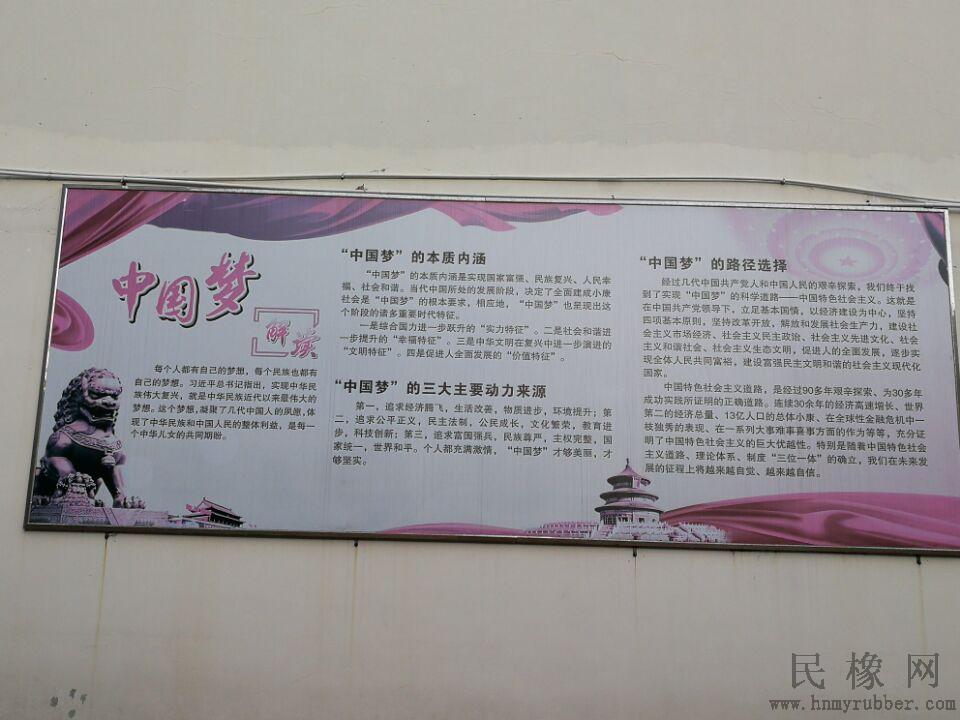 中国梦
解读
每个人都有自己的梦想，每个民族也都有
自己的梦想。习近平总书记指出，实现中华民
族伟大复兴，就是中华民族近代以来最伟大的
梦想。这个梦想，凝聚了几代中国人的夙愿，体
现了中华民族和中国人民的整体利益，是每一
个中华儿女的共同期盼。
“中国梦”的本质内涵
“中国梦”的本质内涵是实现国家富强、民族复兴、人民幸
福、社会和谐。当代中国所处的发展阶段，决定了全面建成小康
社会是“中国梦”的根本要求，相应地，“中国梦”也呈现出这
个阶段的诸多重要时代特征。
一是综合国力进一步跃升的“实力特征”。二是社会和谐进
一步提升的“幸福特征”。三是中华文明在复兴中进一步演进的
“文明特征”。四是促进人全面发展的“价值特征”。
“中国梦”的三大主要动力来源
第一，追求经济腾飞，生活改善，物质进步，环境提升；第
二，追求公平正义，民主法制，公民成长，文化繁荣，教育进
步，科技创新；第三，追求富国强兵，民族尊严，主权完整，国
家统一，世界和平。个人都充满激情，“中国梦”才够美丽，才
够坚实。
“中国梦”的路径选择
经过几代中国共产党人和中国人民的艰辛探索，我们终于找
到了实现“中国梦”的科学道路——中国特色社会主义。这就是
在中国共产党领导下，立足基本国情，以经济建设为中心，坚持
四项基本原则，坚持改革开放，解放和发展社会生产力，建设社
会主义市场经济、社会主义民主政治、社会主义先进文化、社会
主义和谐社会、社会主义生态文明，促进人的全面发展，逐步实
现全体人民共同富裕，建设富强民主文明和谐的社会主义现代化
国家。
中国特色社会主义道路，是经过90多年艰辛探索、为30多年
成功实践所证明的正确道路。连续30余年的经济高速增长、世界
第二的经济总量、13亿人口的总体小康、在全球性金融危机中一
枝独秀的表现、在一系列大事难事喜事方面的作为等等，充分证
明了中国特色社会主义的巨大优越性。特别是随着中国特色社会
主义道路、理论体系、制度“三位一体”的确立，我们在未来发
展的征程上将越来越自觉、越来越自信。
民橡网
www.hnmyrubber.com